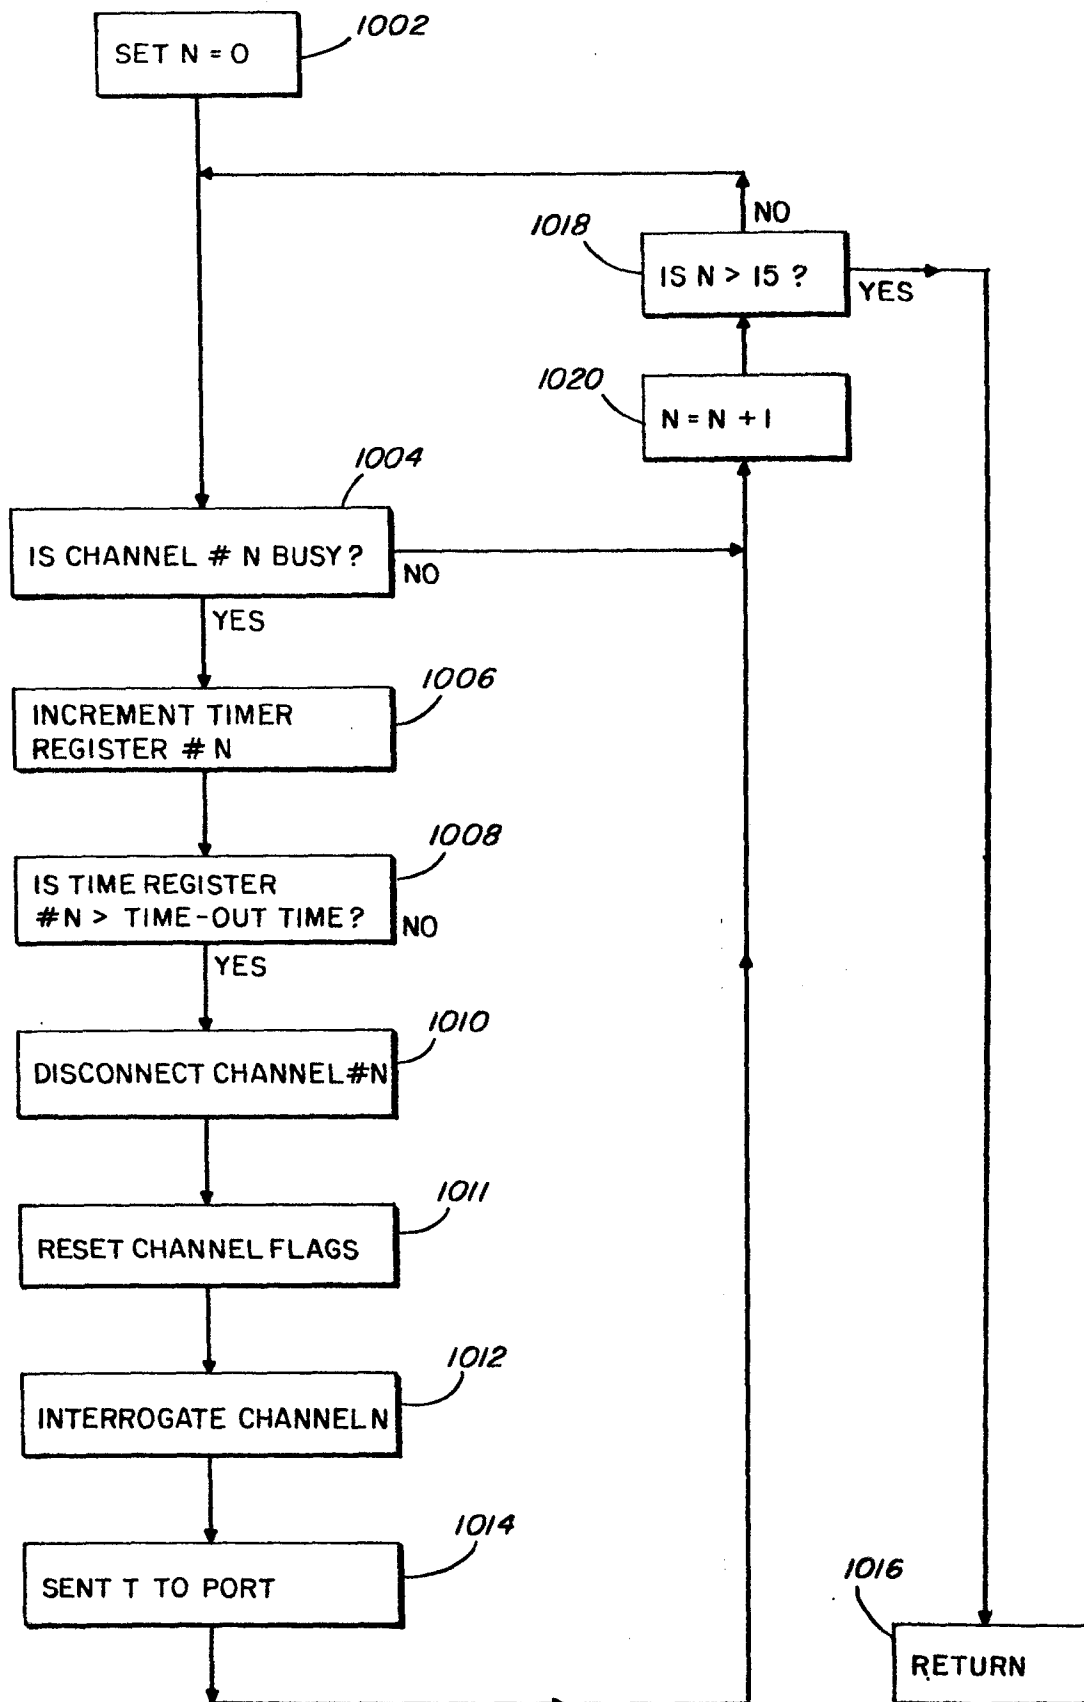 SET N = 0
1002
NO
1018
IS N > 15 ?
YES
1020
N = N + 1
1004
IS CHANNEL # N BUSY ?
NO
YES
1006
INCREMENT TIMER
REGISTER # N
1008
IS TIME REGISTER
#N > TIME-OUT TIME?
NO
YES
1010
DISCONNECT CHANNEL #N
1011
RESET CHANNEL FLAGS
1012
INTERROGATE CHANNEL N
1014
SENT T TO PORT
1016
RETURN